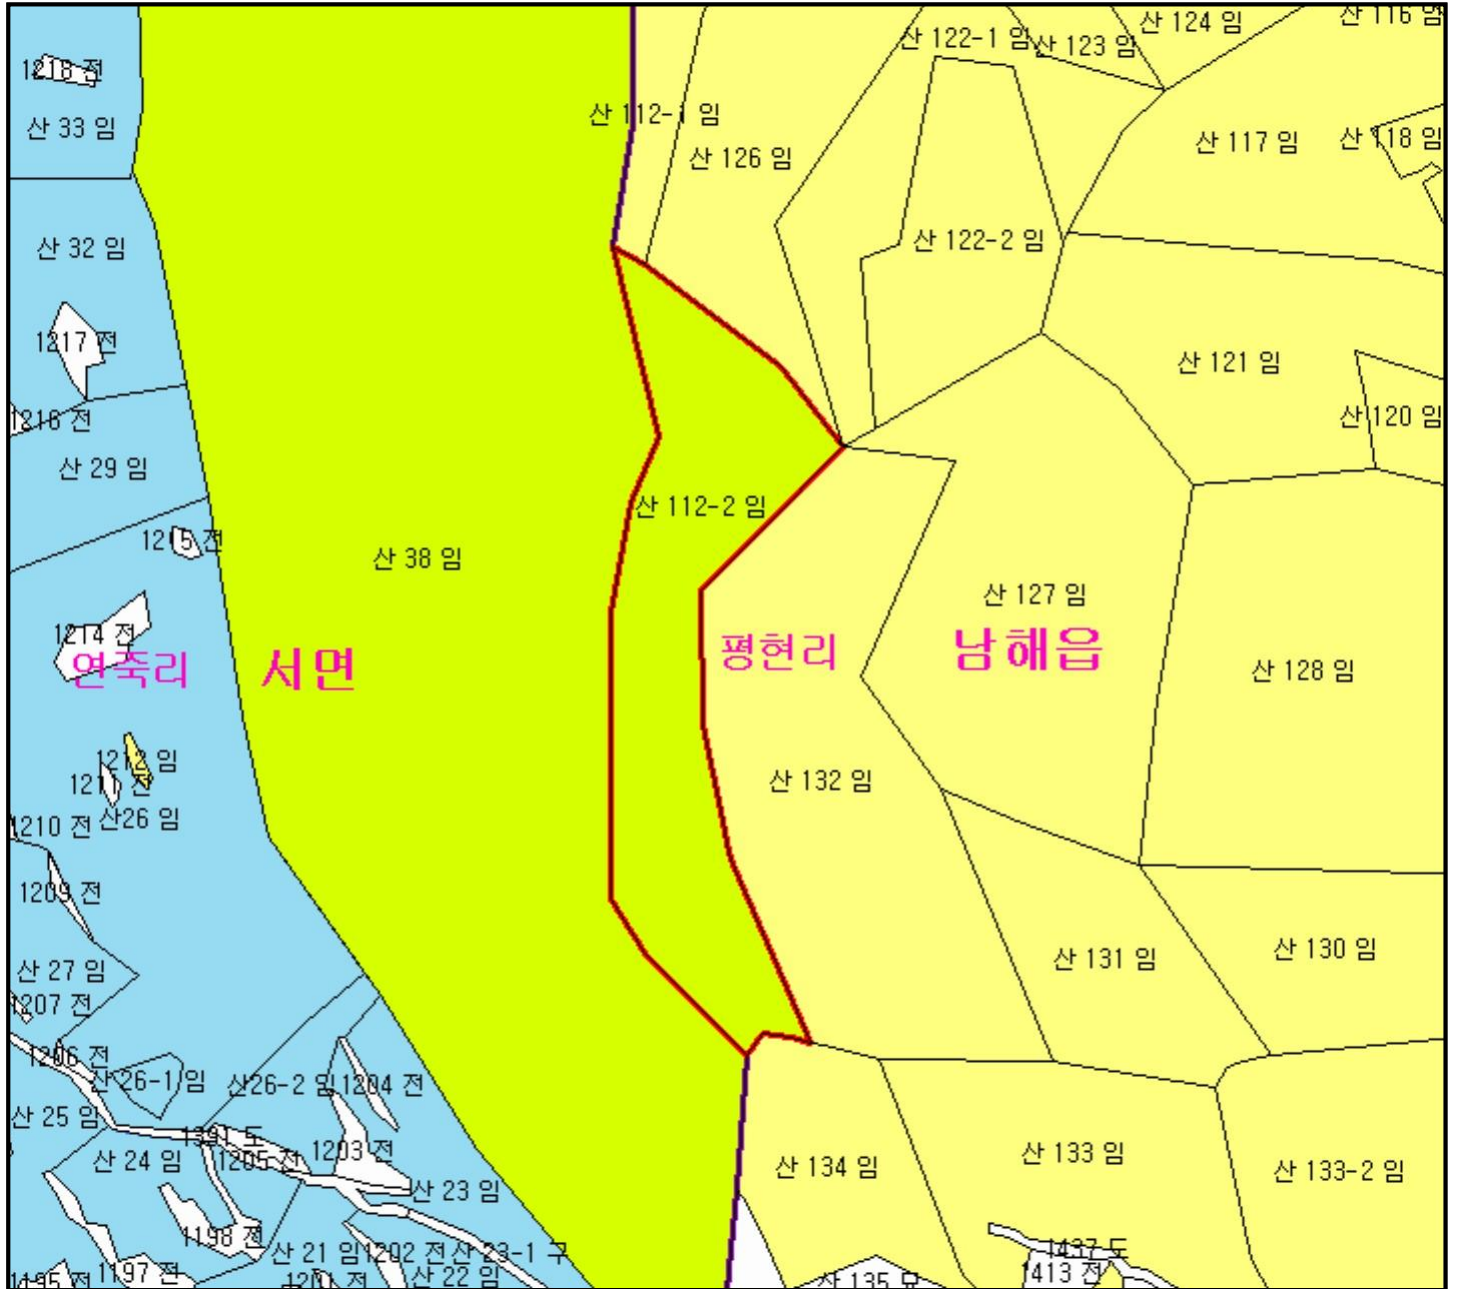 산 116 임
산 124 임
산 122-1 임
산 123 임
1218 전
산 112-1 임
산 33 임
산 117 임
산 118 임
산 126 임
산 32 임
산 122-2 임
1217 전
산 121 임
1216 전
산 120 임
산 29 임
산 112-2 임
1215 전
산 38 임
산 127 임
1214 전
연죽리
서면
평현리
남해읍
산 128 임
1212 임
1211 전
산 132 임
산26 임
1210 전
1209 전
산 130 임
산 131 임
산 27 임
1207 전
1206 전
산 26-1 임
산26-2 임
1204 전
산 25 임
1391 도
1203 전
산 24 임
1205 전
산 134 임
산 133 임
산 133-2 임
산 23 임
1198 전
산 21 임
1202 전
산 23-1 구
1437 도
1195 전
1197 전
1201 전
산 22 임
산 135 묘
1413 전